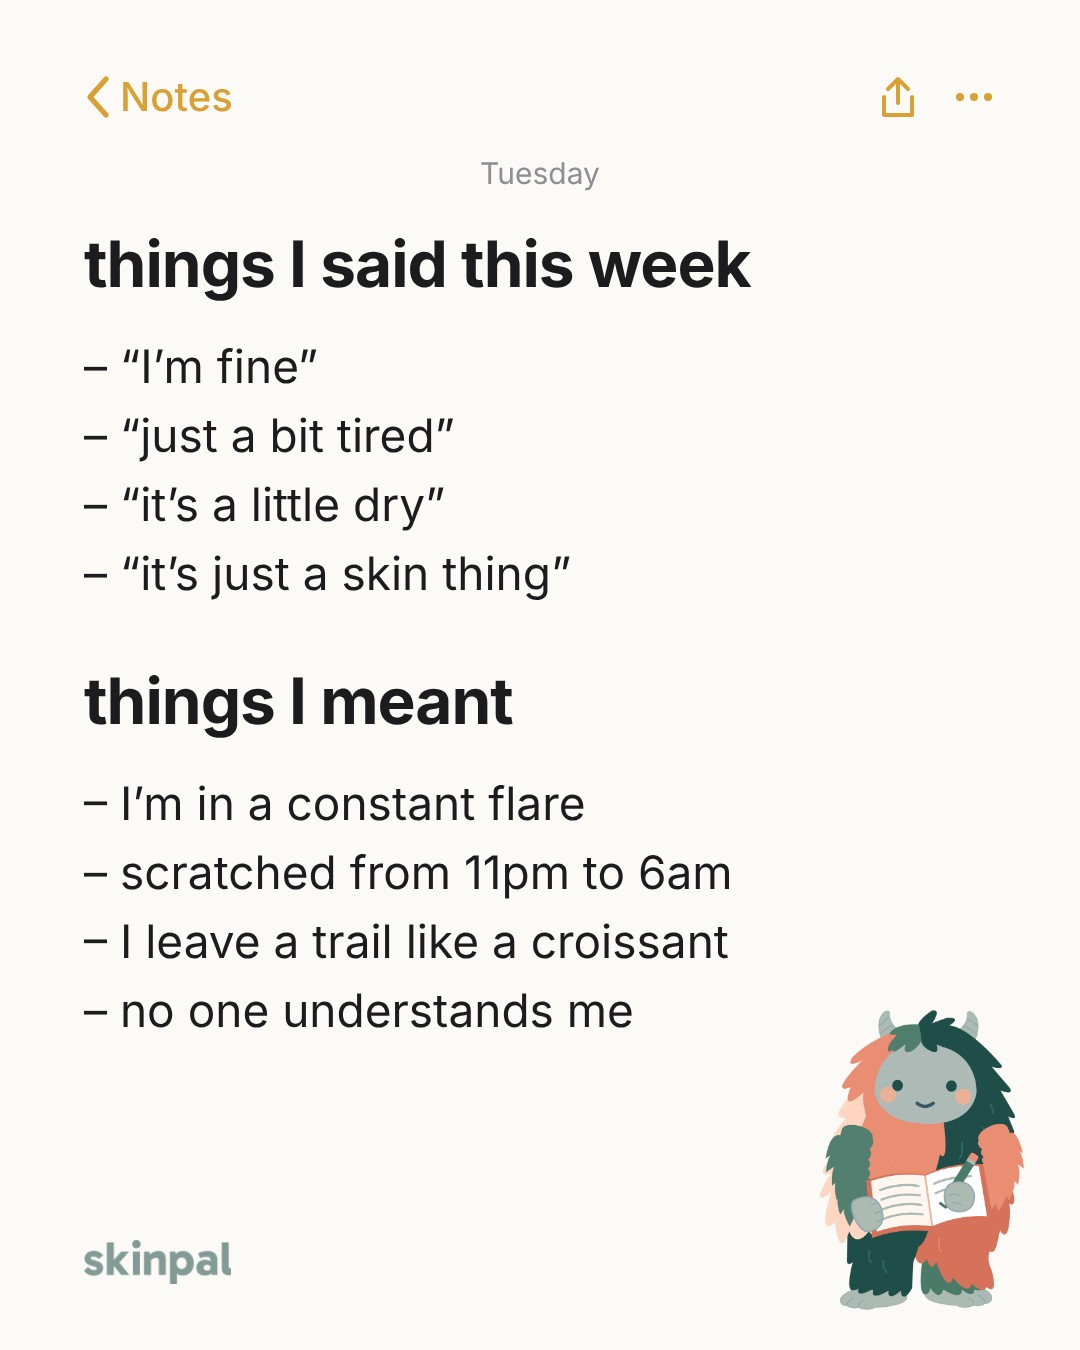 Notes
Tuesday
things I said this week
– “I’m fine”
– “just a bit tired”
– “it’s a little dry”
– “it’s just a skin thing”
things I meant
– I’m in a constant flare
– scratched from 11pm to 6am
– I leave a trail like a croissant
– no one understands me
skinpal